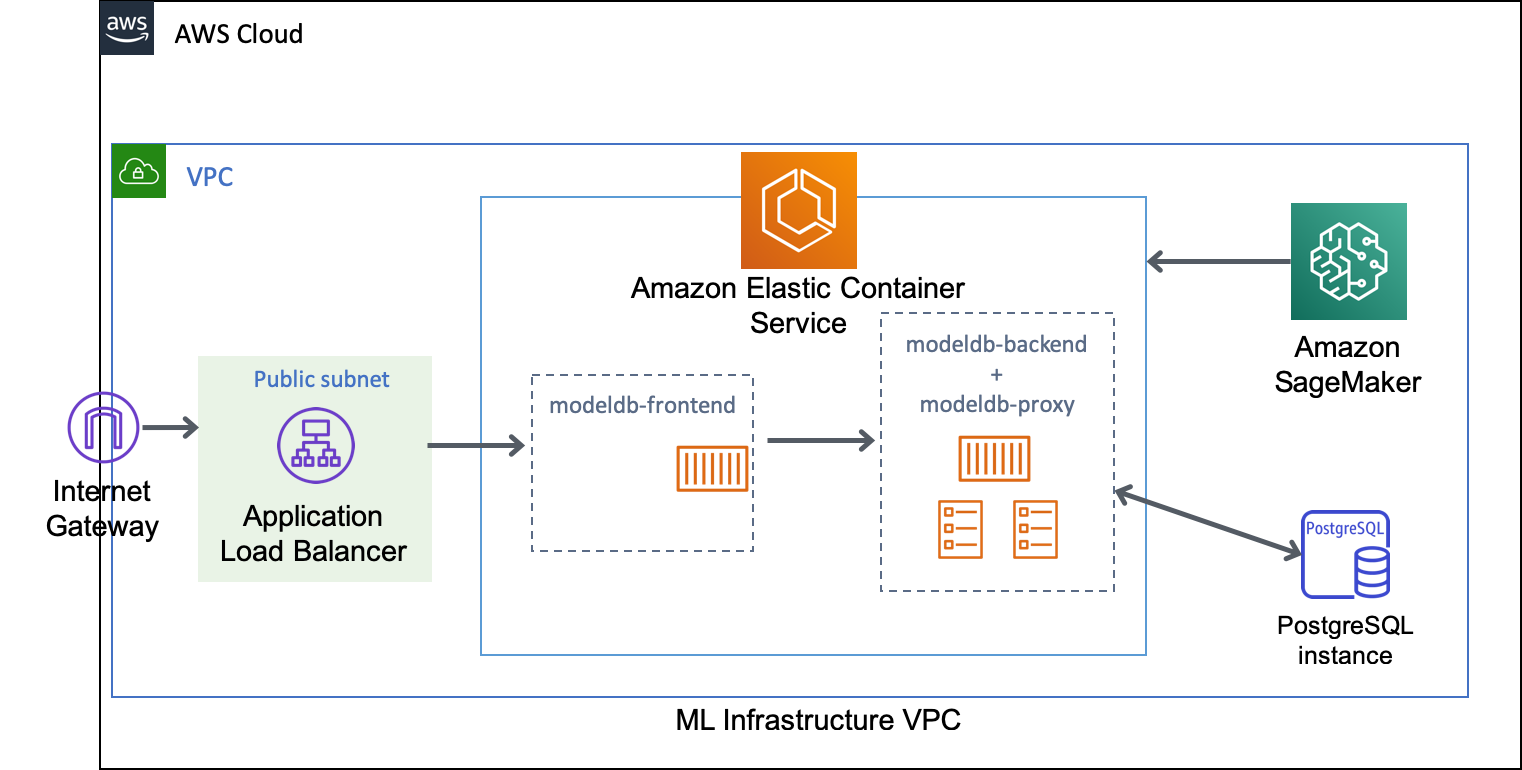 aws
AWS Cloud
VPC
Amazon Elastic Container
Service
Amazon
SageMaker
Public subnet
Application
Load Balancer
Internet
Gateway
modeldb-frontend
modeldb-backend
+
modeldb-proxy
PostgreSQL
PostgreSQL
instance
ML Infrastructure VPC